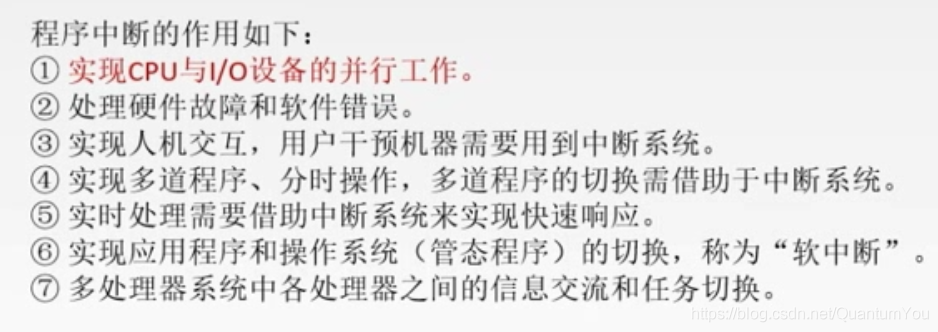 程序中断的作用如下：
① 实现CPU与I/O设备的并行工作。
② 处理硬件故障和软件错误。
③ 实现人机交互，用户干预机器需要用到中断系统。
④ 实现多道程序、分时操作，多道程序的切换需借助于中断系统。
⑤ 实时处理需要借助中断系统来实现快速响应。
⑥ 实现应用程序和操作系统（管态程序）的切换，称为“软中断”。
⑦ 多处理器系统中各处理器之间的信息交流和任务切换。
https://blog.csdn.net/QuantumYou